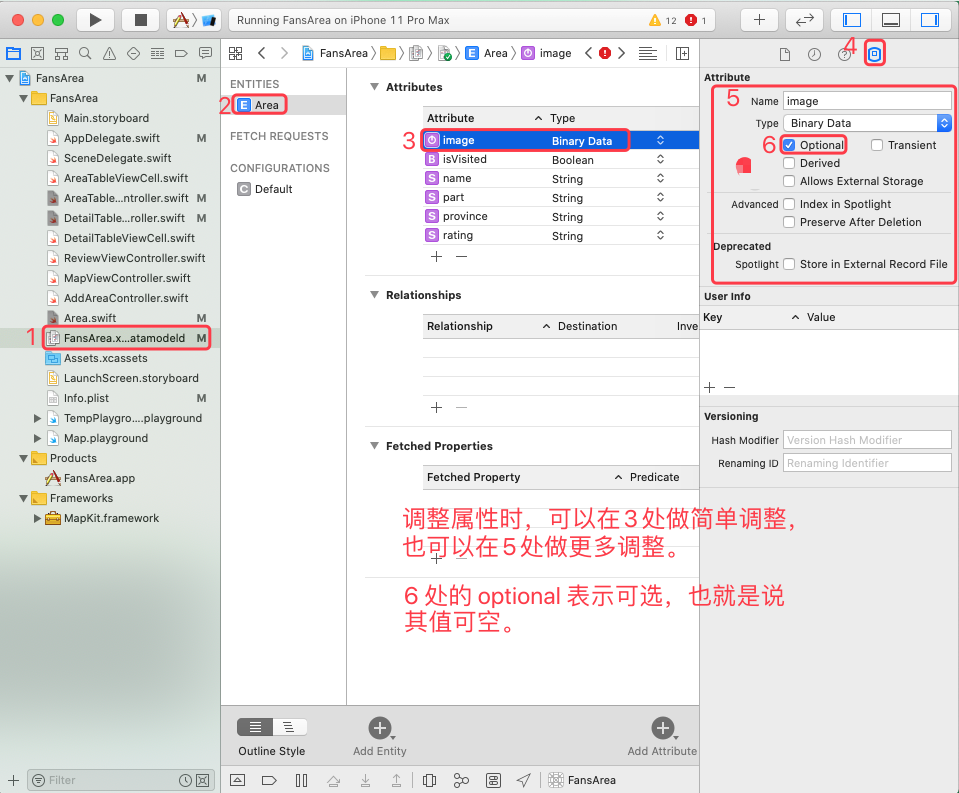 Running FansArea on iPhone 11 Pro Max
12
1
FansArea
Area
image
4
FansArea M
FansArea
Main.storyboard
AppDelegate.swift M
SceneDelegate.swift
AreaTableViewCell.swift
AreaTable...ntroller.swift M
DetailTable...roller.swift M
DetailTableViewCell.swift
ReviewViewController.swift
MapViewController.swift
AddAreaController.swift
Area.swift M
1 FansArea.x...atamodeld M
Assets.xcassets
LaunchScreen.storyboard
Info.plist M
TempPlaygro....playground
Map.playground
Products
FansArea.app
Frameworks
MapKit.framework
Filter
ENTITIES
2 E Area
FETCH REQUESTS
CONFIGURATIONS
C Default
Outline Style
Attributes
Attribute Type
3 image Binary Data
B isVisited Boolean
S name String
S part String
S province String
S rating String
Relationships
Relationship Destination Inve
Fetched Properties
Fetched Property Predicate
调整属性时，可以在3处做简单调整，
也可以在5处做更多调整。
6 处的 optional 表示可选，也就是说
其值可空。
Add Entity
Add Attribute
FansArea
Attribute
5
Name image
Type Binary Data
6 Optional Transient
Derived
Allows External Storage
Advanced Index in Spotlight
Preserve After Deletion
Deprecated
Spotlight Store in External Record File
User Info
Key Value
Versioning
Hash Modifier Version Hash Modifier
Renaming ID Renaming Identifier